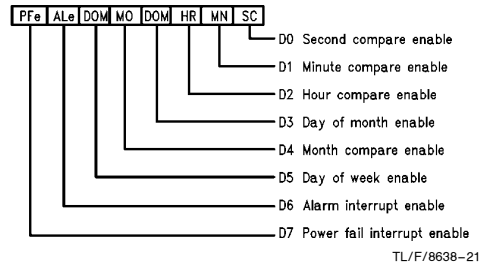 PFe ALe DOM MO DOM HR MN SC
D0 Second compare enable
D1 Minute compare enable
D2 Hour compare enable
D3 Day of month enable
D4 Month compare enable
D5 Day of week enable
D6 Alarm interrupt enable
D7 Power fail interrupt enable
TL/F/8638–21